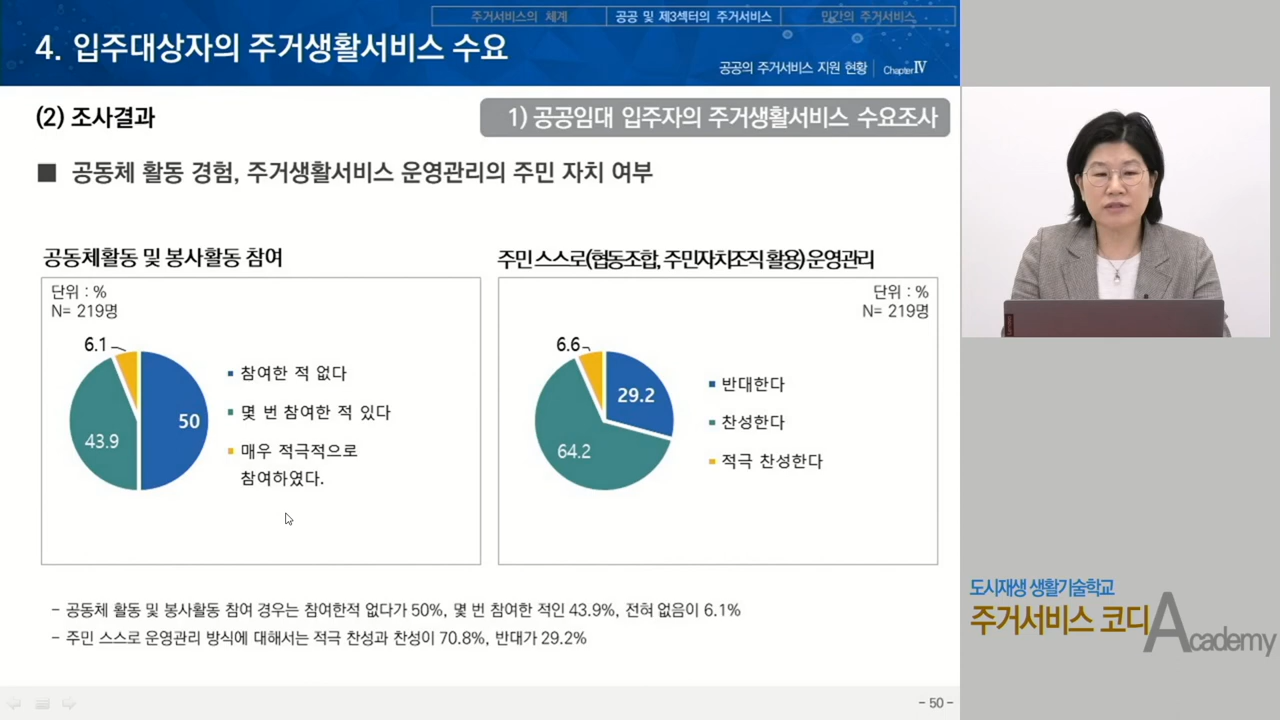 주거서비스의 체계
공공 및 제3섹터의 주거서비스
민간의 주거서비스
4. 입주대상자의 주거생활서비스 수요
공공의 주거서비스 지원 현황 | Chapter Ⅳ
(2) 조사결과
1) 공공임대 입주자의 주거생활서비스 수요조사
■ 공동체 활동 경험, 주거생활서비스 운영관리의 주민 자치 여부
공동체활동 및 봉사활동 참여
단위 : %
N= 219명
6.1
50
43.9
참여한 적 없다
몇 번 참여한 적 있다
매우 적극적으로
참여하였다.
주민 스스로(협동조합, 주민자치조직 활용) 운영관리
단위 : %
N= 219명
6.6
29.2
64.2
반대한다
찬성한다
적극 찬성한다
- 공동체 활동 및 봉사활동 참여 경우는 참여한적 없다가 50%, 몇 번 참여한 적인 43.9%, 전혀 없음이 6.1%
- 주민 스스로 운영관리 방식에 대해서는 적극 찬성과 찬성이 70.8%, 반대가 29.2%
- 50 -
도시재생 생활기술학교
주거서비스 코디 Academy